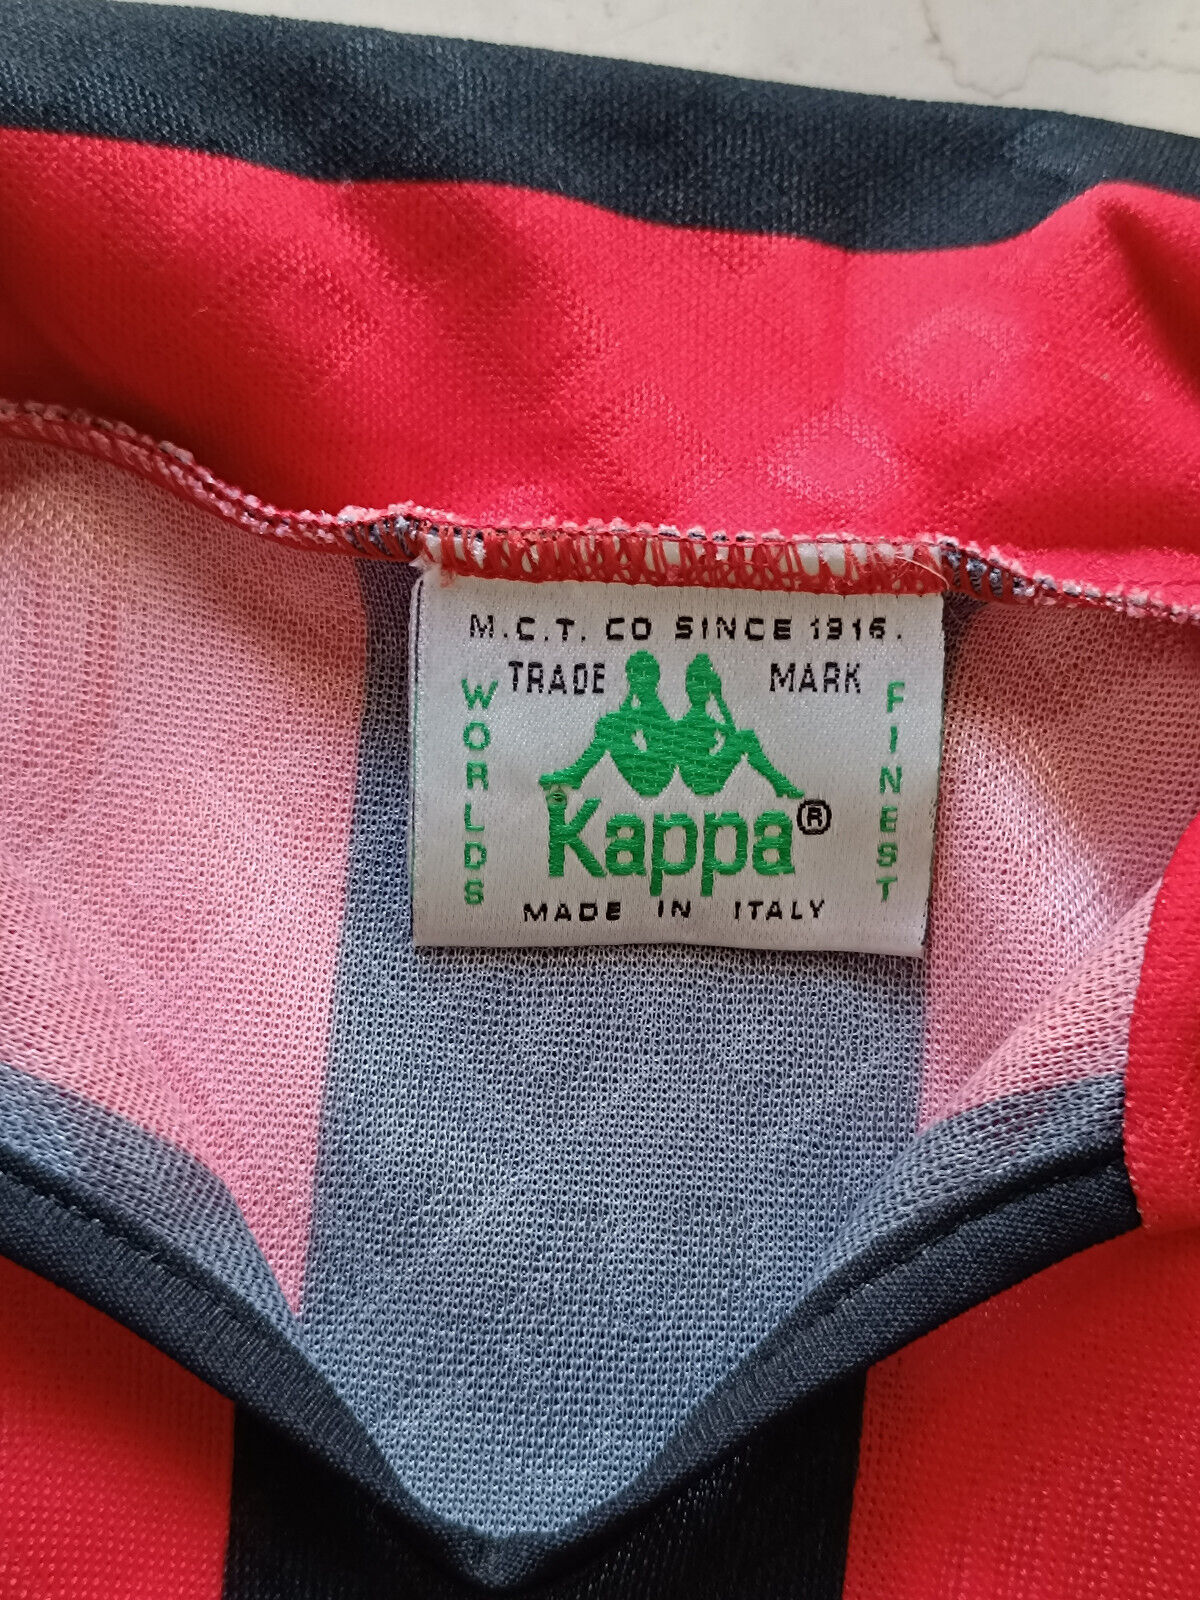 M.C.T. CO SINCE 1916.
TRADE MARK
WORLDS
FINEST
Kappa®
MADE IN ITALY